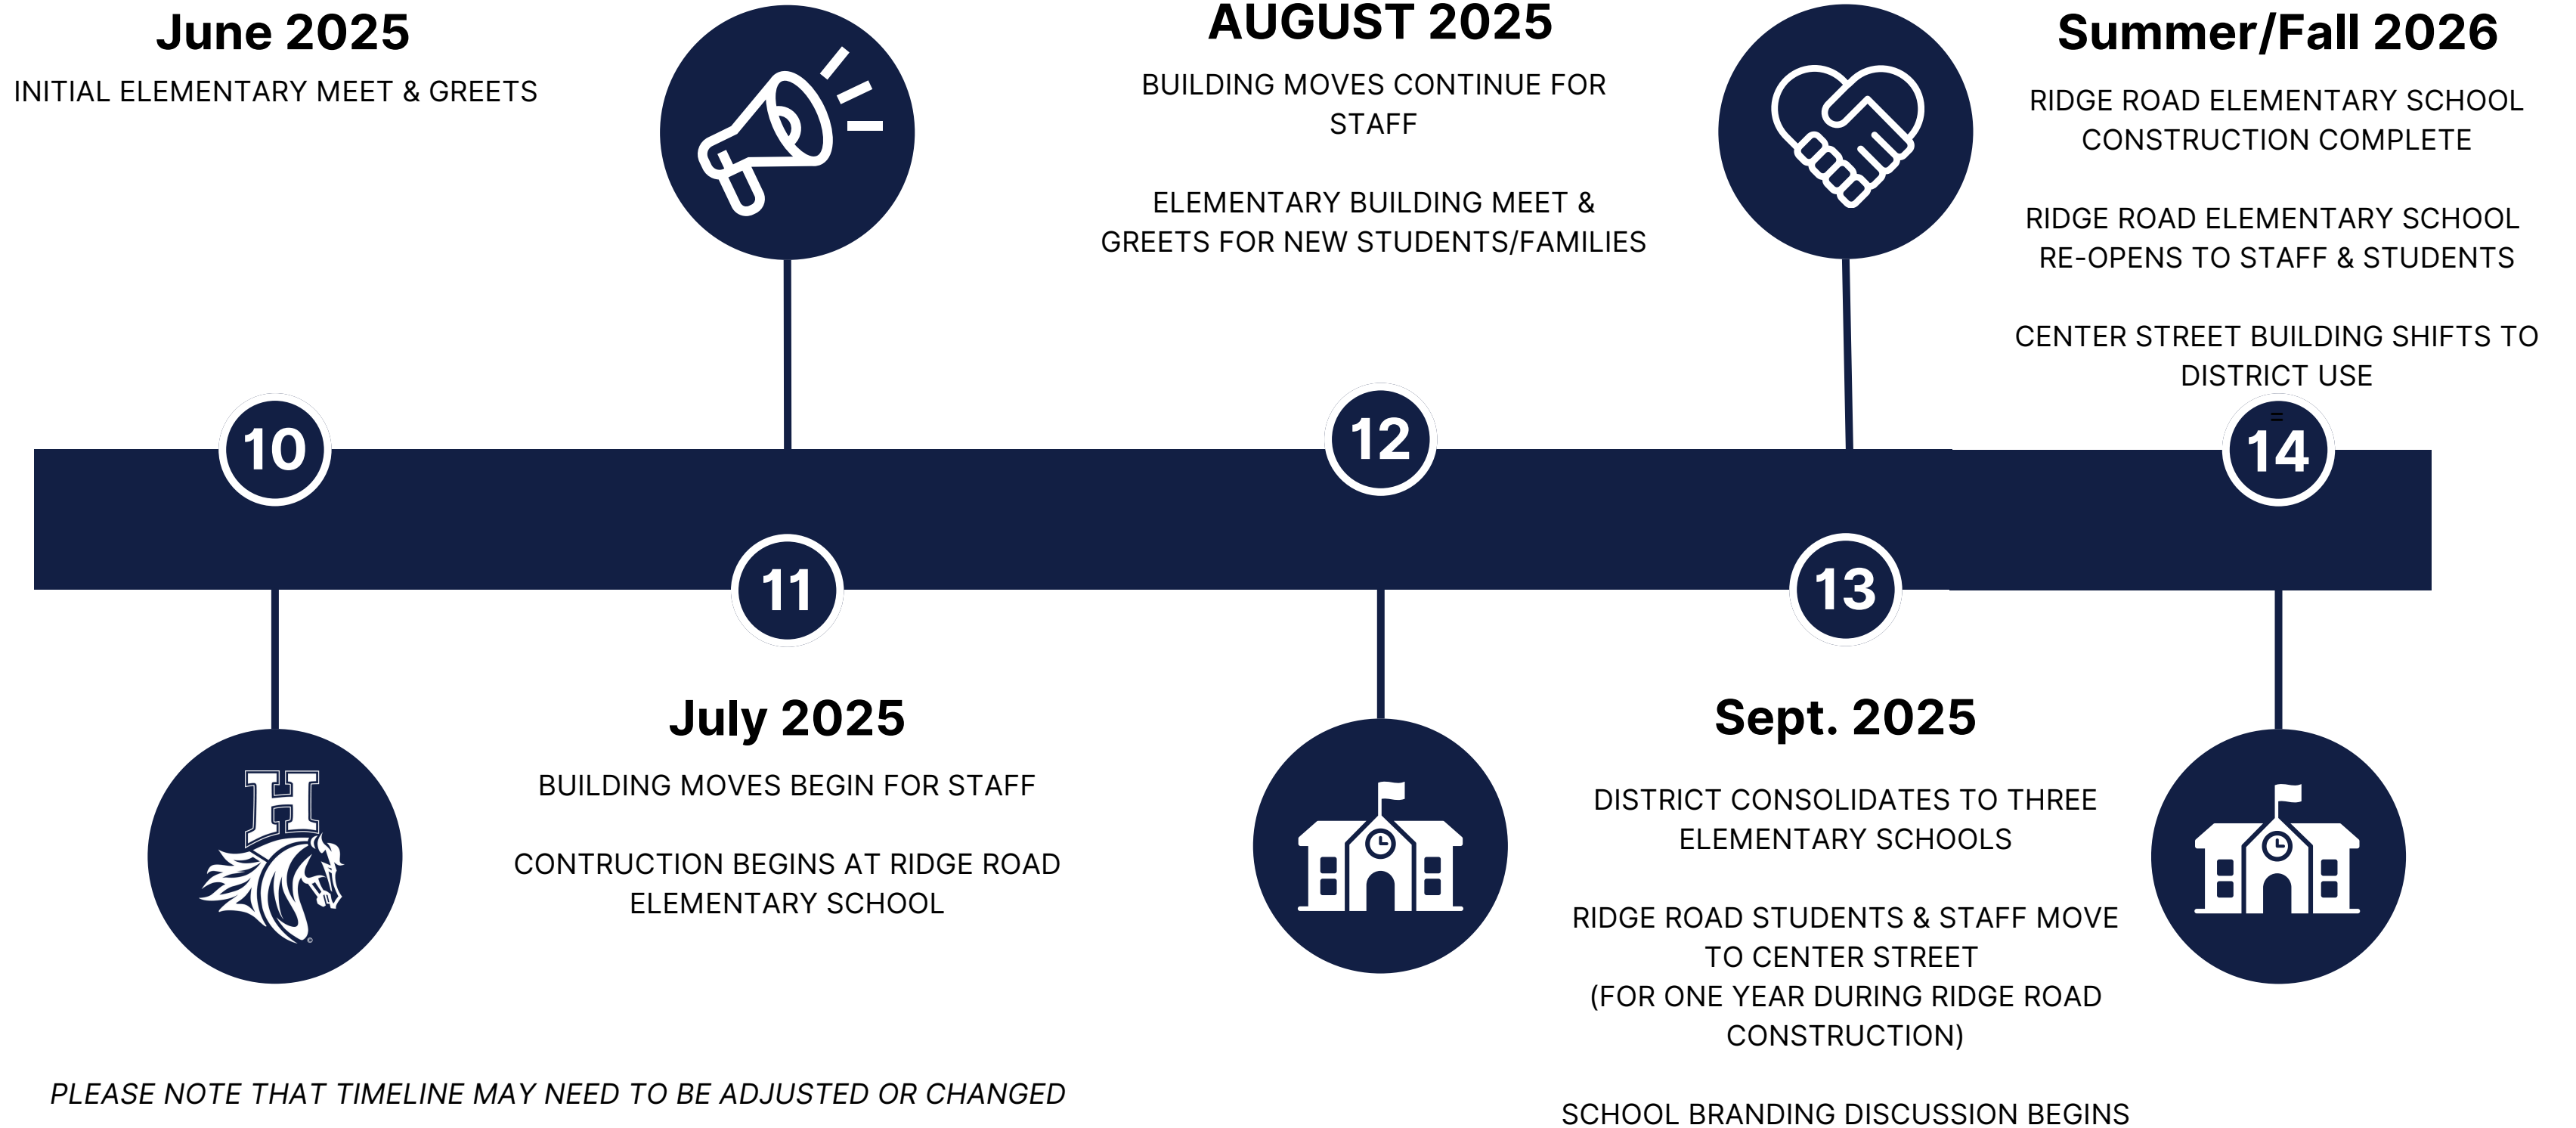 June 2025
INITIAL ELEMENTARY MEET & GREETS
10
11
July 2025
BUILDING MOVES BEGIN FOR STAFF
CONTRUCTION BEGINS AT RIDGE ROAD
ELEMENTARY SCHOOL
AUGUST 2025
BUILDING MOVES CONTINUE FOR
STAFF
ELEMENTARY BUILDING MEET &
GREETS FOR NEW STUDENTS/FAMILIES
12
13
Sept. 2025
DISTRICT CONSOLIDATES TO THREE
ELEMENTARY SCHOOLS
RIDGE ROAD STUDENTS & STAFF MOVE
TO CENTER STREET
(FOR ONE YEAR DURING RIDGE ROAD
CONSTRUCTION)
SCHOOL BRANDING DISCUSSION BEGINS
Summer/Fall 2026
RIDGE ROAD ELEMENTARY SCHOOL
CONSTRUCTION COMPLETE
RIDGE ROAD ELEMENTARY SCHOOL
RE-OPENS TO STAFF & STUDENTS
CENTER STREET BUILDING SHIFTS TO
DISTRICT USE
=
14
H
©
PLEASE NOTE THAT TIMELINE MAY NEED TO BE ADJUSTED OR CHANGED